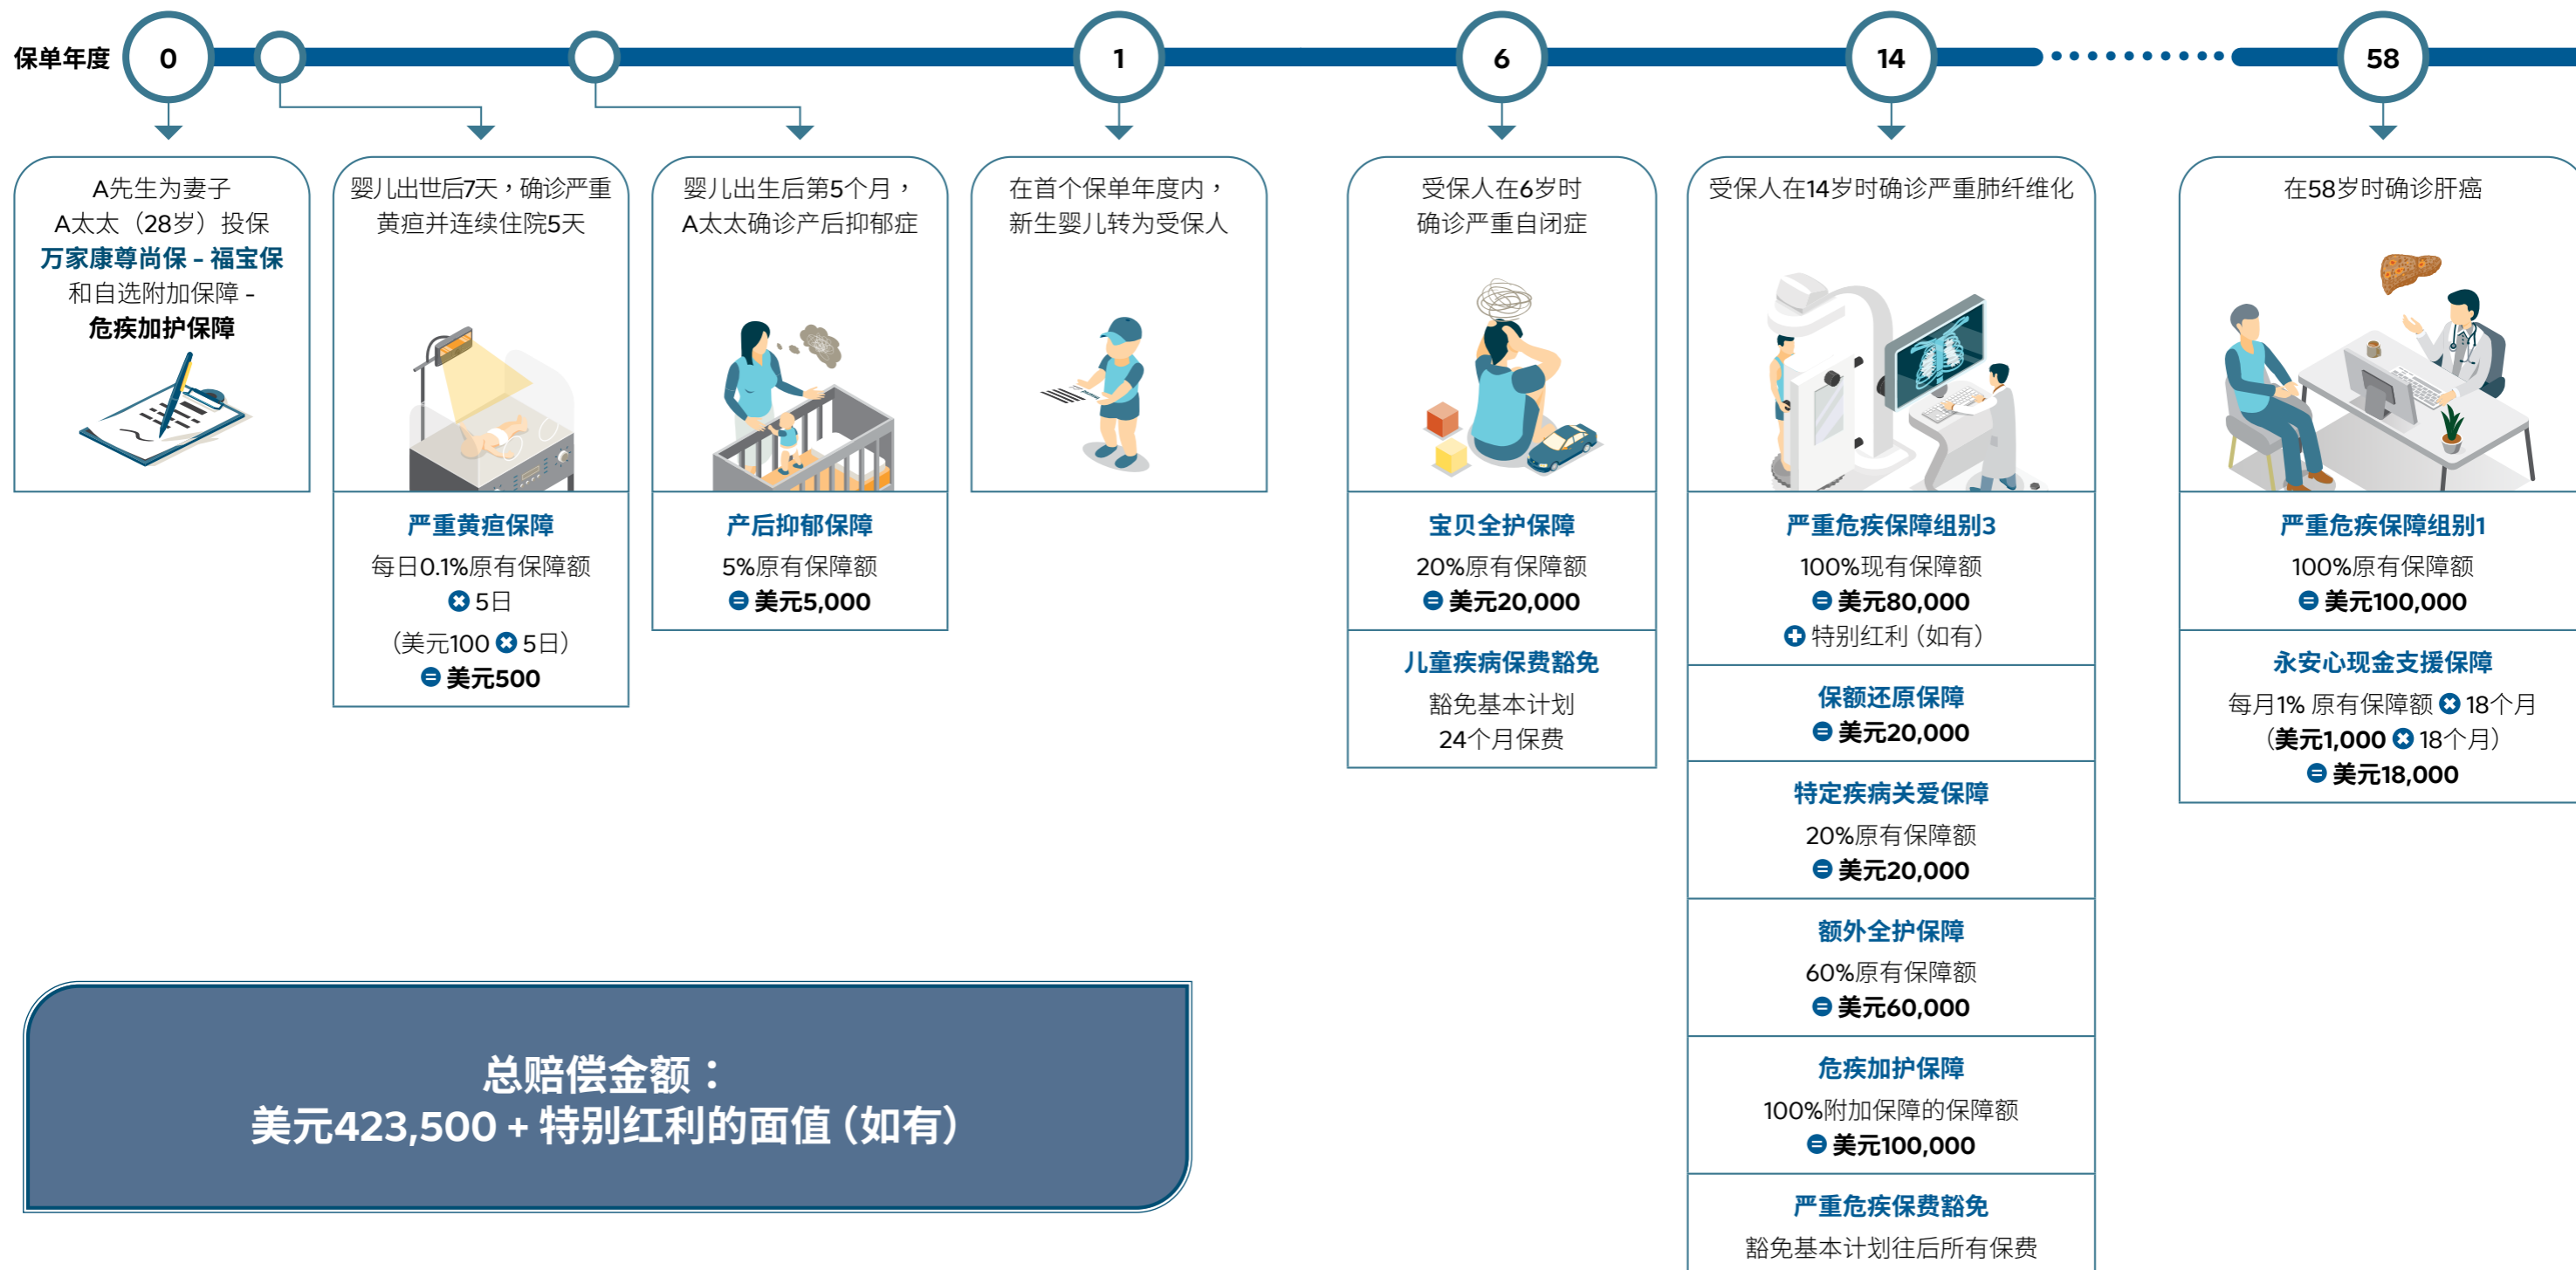 保单年度
0
1
6
14
58
A先生为妻子
A太太（28岁）投保
万家康尊尚保 – 福宝保
和自选附加保障 -
危疾加护保障
婴儿出世后7天，确诊严重
黄疸并连续住院5天
严重黄疸保障
每日0.1%原有保障额
✖ 5日
（美元100 ✖ 5日）
= 美元500
婴儿出生后第5个月，
A太太确诊产后抑郁症
产后抑郁保障
5%原有保障额
= 美元5,000
在首个保单年度内，
新生婴儿转为受保人
受保人在6岁时
确诊严重自闭症
宝贝全护保障
20%原有保障额
= 美元20,000
儿童疾病保费豁免
豁免基本计划
24个月保费
受保人在14岁时确诊严重肺纤维化
严重危疾保障组别3
100%现有保障额
= 美元80,000
+ 特别红利（如有）
保额还原保障
= 美元20,000
特定疾病关爱保障
20%原有保障额
= 美元20,000
额外全护保障
60%原有保障额
= 美元60,000
危疾加护保障
100%附加保障的保障额
= 美元100,000
严重危疾保费豁免
豁免基本计划往后所有保费
在58岁时确诊肝癌
严重危疾保障组别1
100%原有保障额
= 美元100,000
永安心现金支援保障
每月1% 原有保障额 ✖ 18个月
（美元1,000 ✖ 18个月）
= 美元18,000
总赔偿金额：
美元423,500 + 特别红利的面值（如有）